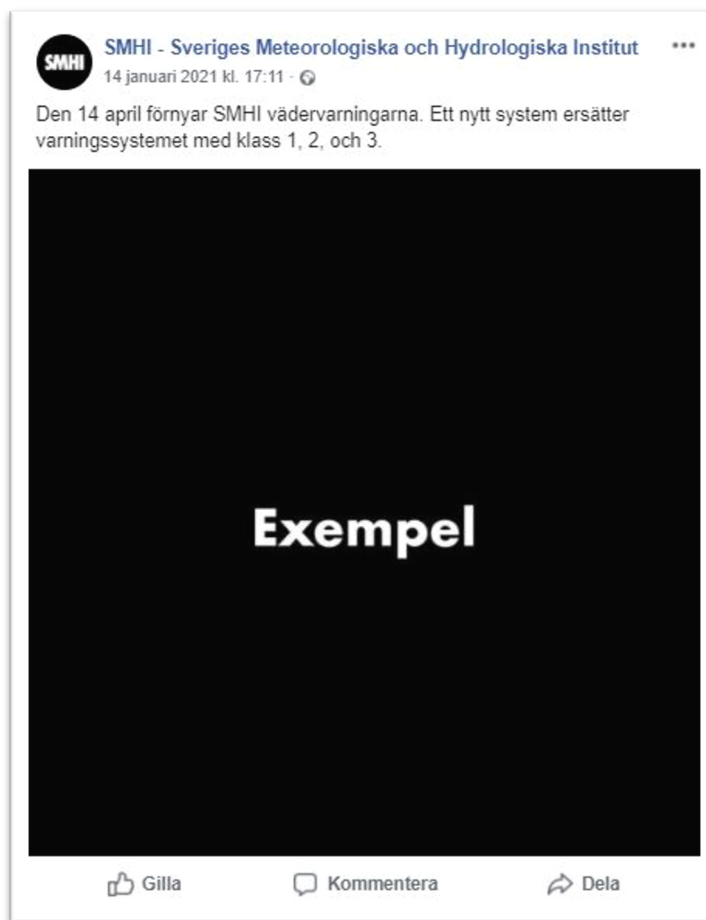 SMHI
SMHI - Sveriges Meteorologiska och Hydrologiska Institut
14 januari 2021 kl. 17:11 ·
Den 14 april förnyar SMHI vädervarningarna. Ett nytt system ersätter
varningssystemet med klass 1, 2, och 3.
Exempel
Gilla
Kommentera
Dela